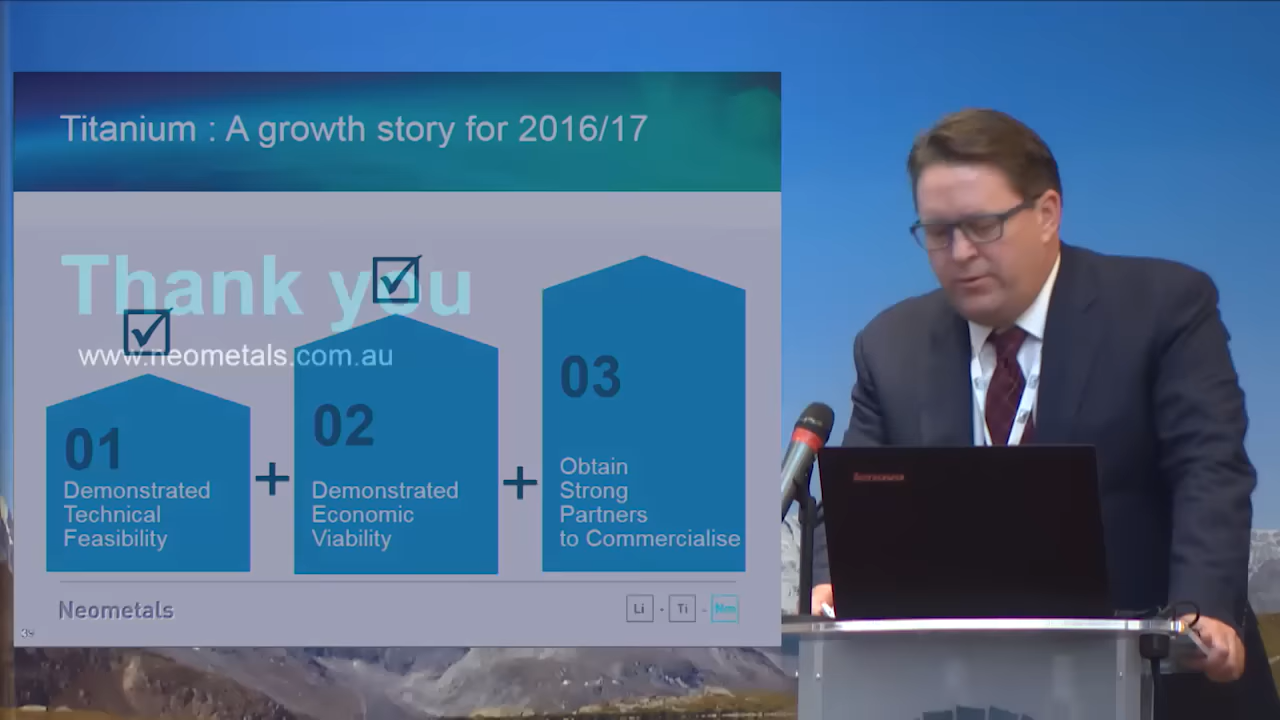 Titanium : A growth story for 2016/17
Thank you
www.neometals.com.au
01
Demonstrated
Technical
Feasibility
+
02
Demonstrated
Economic
Viability
+
03
Obtain
Strong
Partners
to Commercialise
Neometals
Li · Ti - Nm